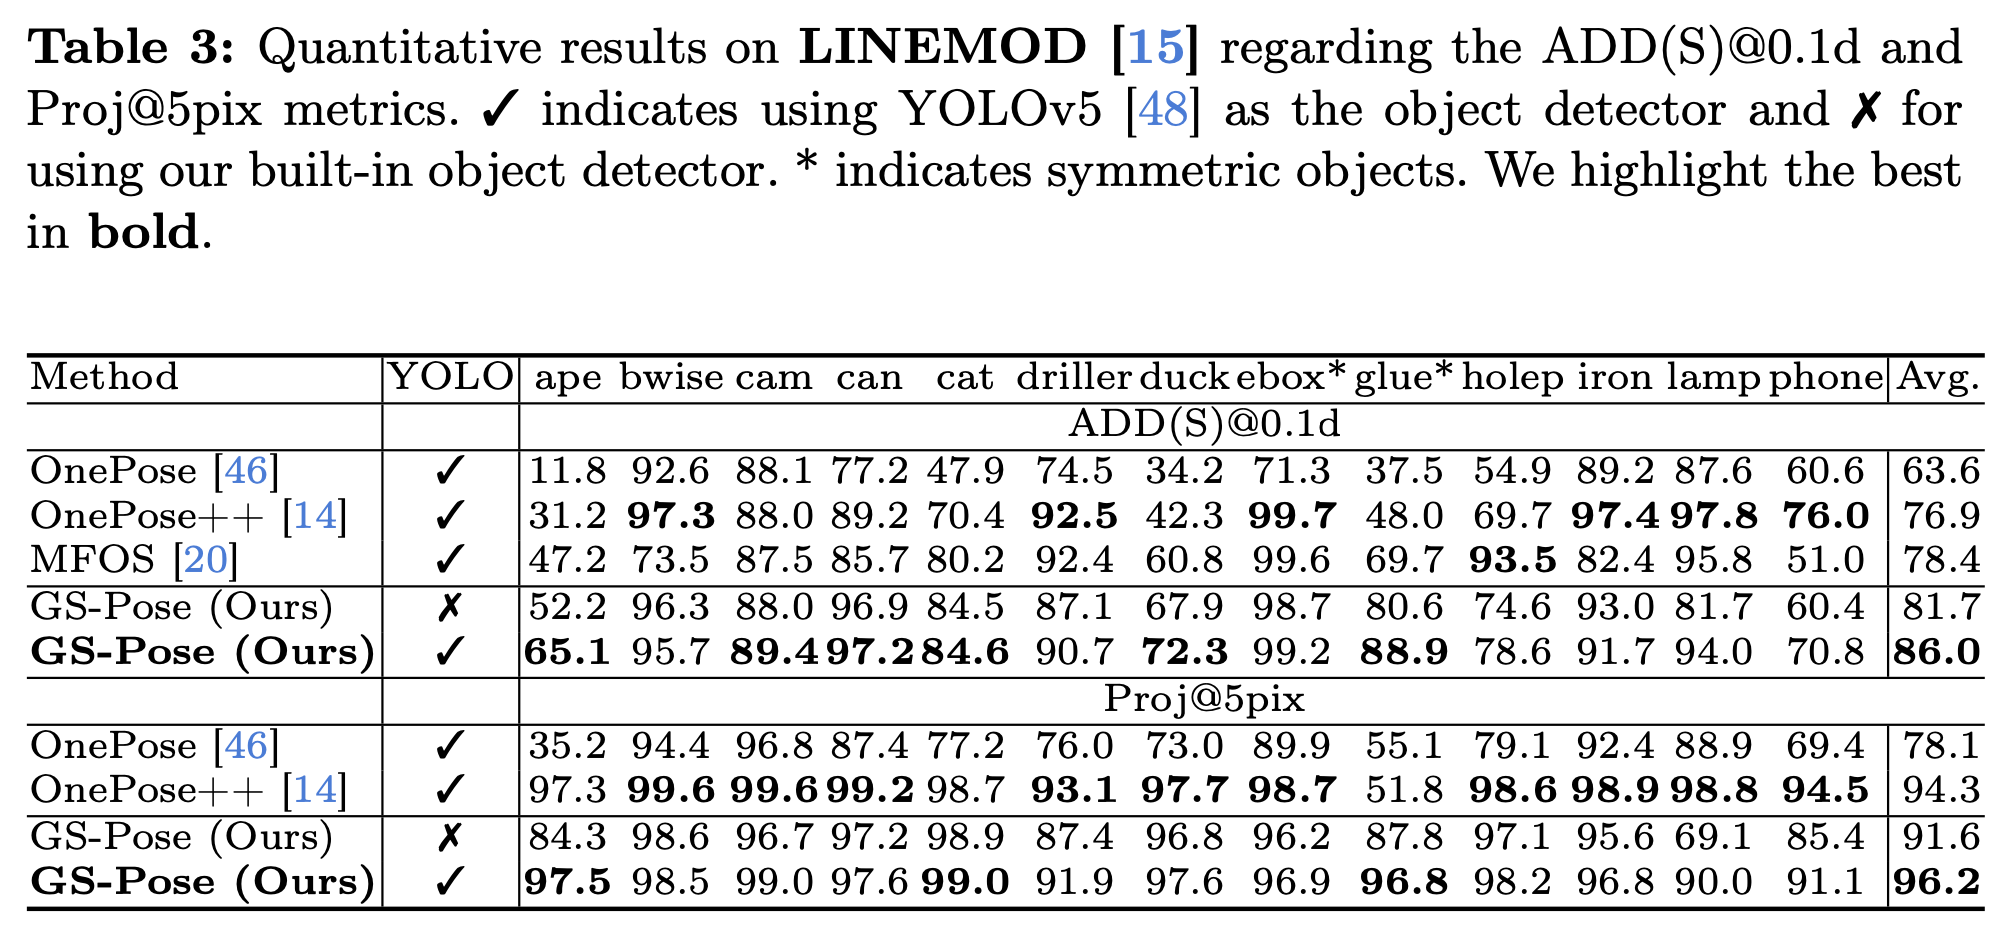 Table 3: Quantitative results on LINEMOD [15] regarding the ADD(S)@0.1d and
Proj@5pix metrics. ✓ indicates using YOLOv5 [48] as the object detector and ✗ for
using our built-in object detector. * indicates symmetric objects. We highlight the best
in bold.
Method YOLO ape bwise cam can cat driller duck ebox* glue* holep iron lamp phone Avg.
ADD(S)@0.1d
OnePose [46] ✓ 11.8 92.6 88.1 77.2 47.9 74.5 34.2 71.3 37.5 54.9 89.2 87.6 60.6 63.6
OnePose++ [14] ✓ 31.2 97.3 88.0 89.2 70.4 92.5 42.3 99.7 48.0 69.7 97.4 97.8 76.0 76.9
MFOS [20] ✓ 47.2 73.5 87.5 85.7 80.2 92.4 60.8 99.6 69.7 93.5 82.4 95.8 51.0 78.4
GS-Pose (Ours) ✗ 52.2 96.3 88.0 96.9 84.5 87.1 67.9 98.7 80.6 74.6 93.0 81.7 60.4 81.7
GS-Pose (Ours) ✓ 65.1 95.7 89.4 97.2 84.6 90.7 72.3 99.2 88.9 78.6 91.7 94.0 70.8 86.0
Proj@5pix
OnePose [46] ✓ 35.2 94.4 96.8 87.4 77.2 76.0 73.0 89.9 55.1 79.1 92.4 88.9 69.4 78.1
OnePose++ [14] ✓ 97.3 99.6 99.6 99.2 98.7 93.1 97.7 98.7 51.8 98.6 98.9 98.8 94.5 94.3
GS-Pose (Ours) ✗ 84.3 98.6 96.7 97.2 98.9 87.4 96.8 96.2 87.8 97.1 95.6 69.1 85.4 91.6
GS-Pose (Ours) ✓ 97.5 98.5 99.0 97.6 99.0 91.9 97.6 96.9 96.8 98.2 96.8 90.0 91.1 96.2